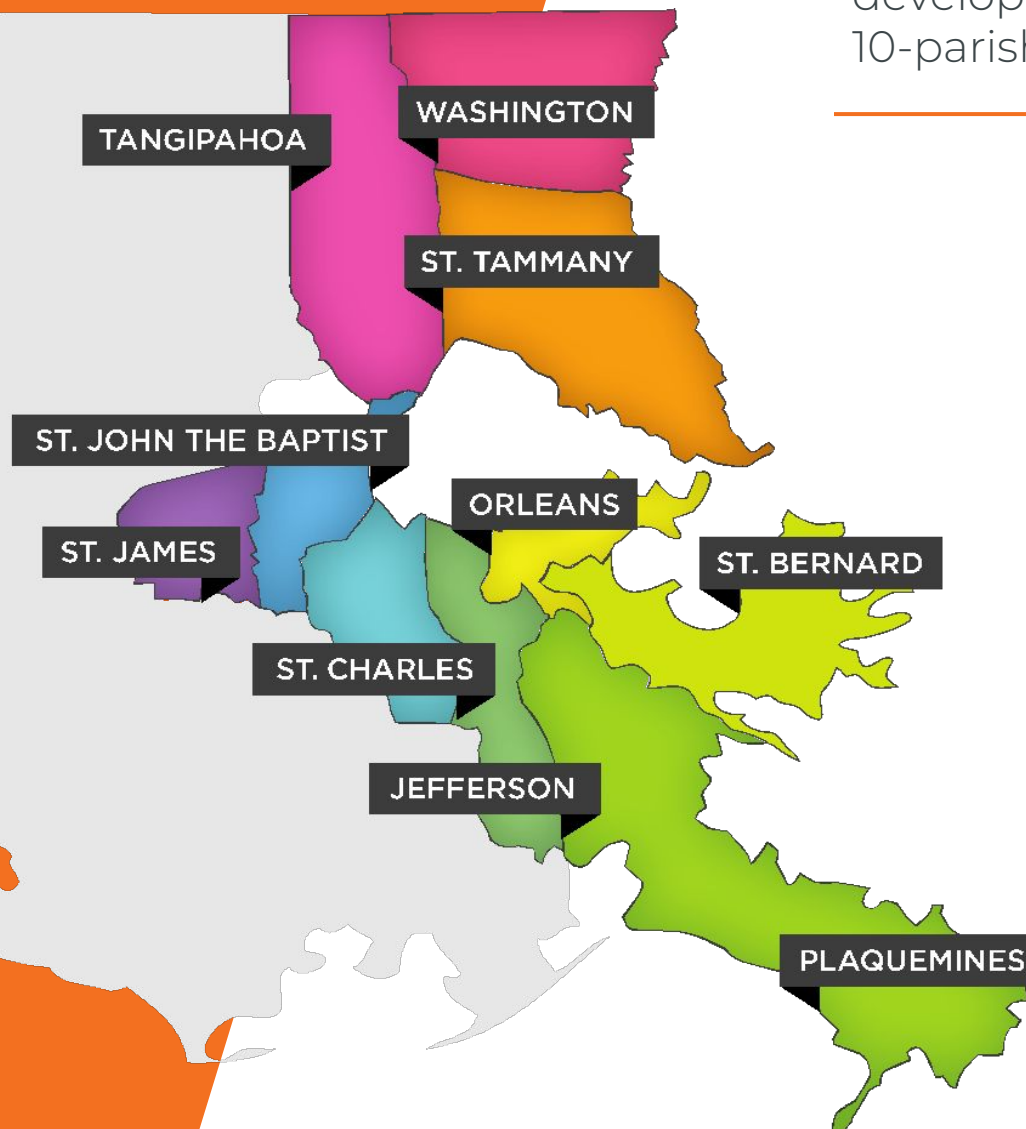 10-parish
WASHINGTON
TANGIPAHOA
ST. TAMMANY
ST. JOHN THE BAPTIST
ORLEANS
ST. JAMES
ST. BERNARD
ST. CHARLES
JEFFERSON
PLAQUEMINES